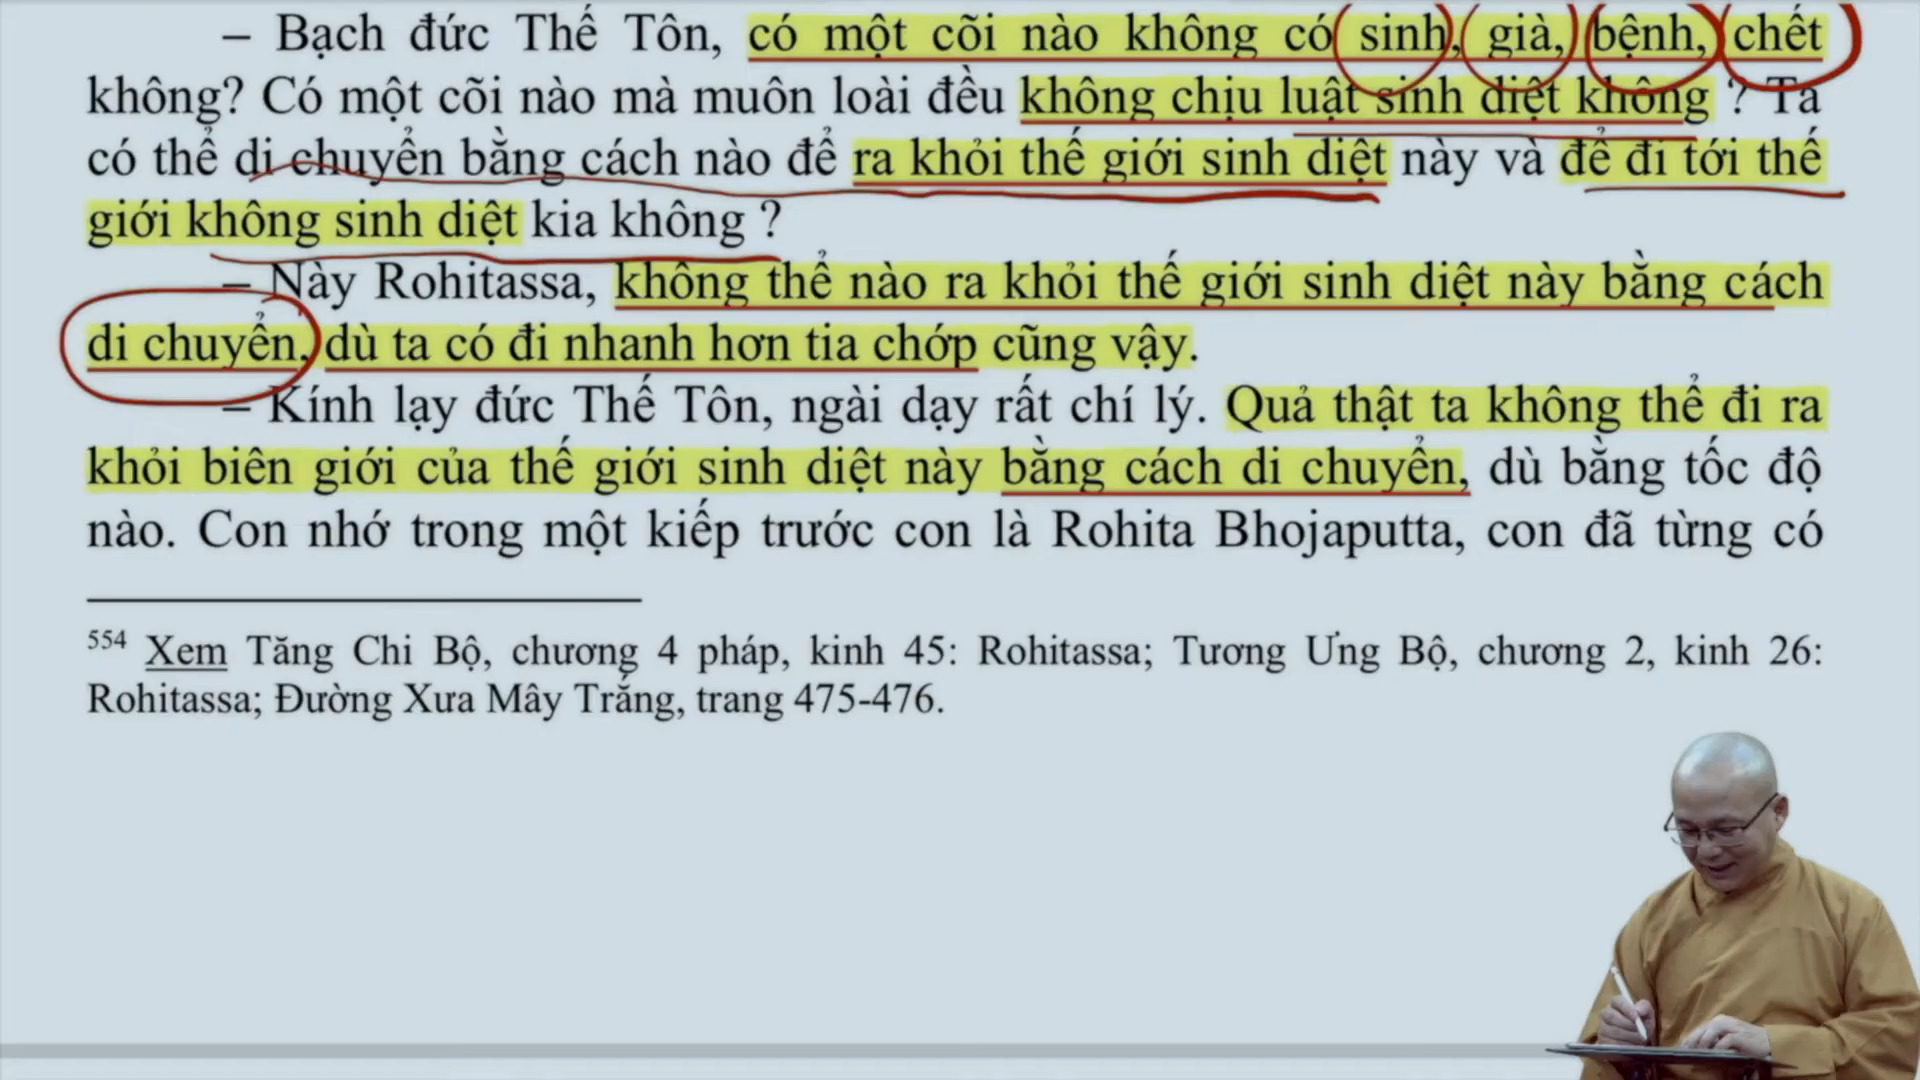 – Bạch đức Thế Tôn, có một cõi nào không có sinh, già, bệnh, chết
không? Có một cõi nào mà muôn loài đều không chịu luật sinh diệt không ? Ta
có thể di chuyển bằng cách nào để ra khỏi thế giới sinh diệt này và để đi tới thế
giới không sinh diệt kia không ?
– Này Rohitassa, không thể nào ra khỏi thế giới sinh diệt này bằng cách
di chuyển, dù ta có đi nhanh hơn tia chớp cũng vậy.
– Kính lạy đức Thế Tôn, ngài dạy rất chí lý. Quả thật ta không thể đi ra
khỏi biên giới của thế giới sinh diệt này bằng cách di chuyển, dù bằng tốc độ
nào. Con nhớ trong một kiếp trước con là Rohita Bhojaputta, con đã từng có
554 Xem Tăng Chi Bộ, chương 4 pháp, kinh 45: Rohitassa; Tương Ưng Bộ, chương 2, kinh 26:
Rohitassa; Đường Xưa Mây Trắng, trang 475-476.